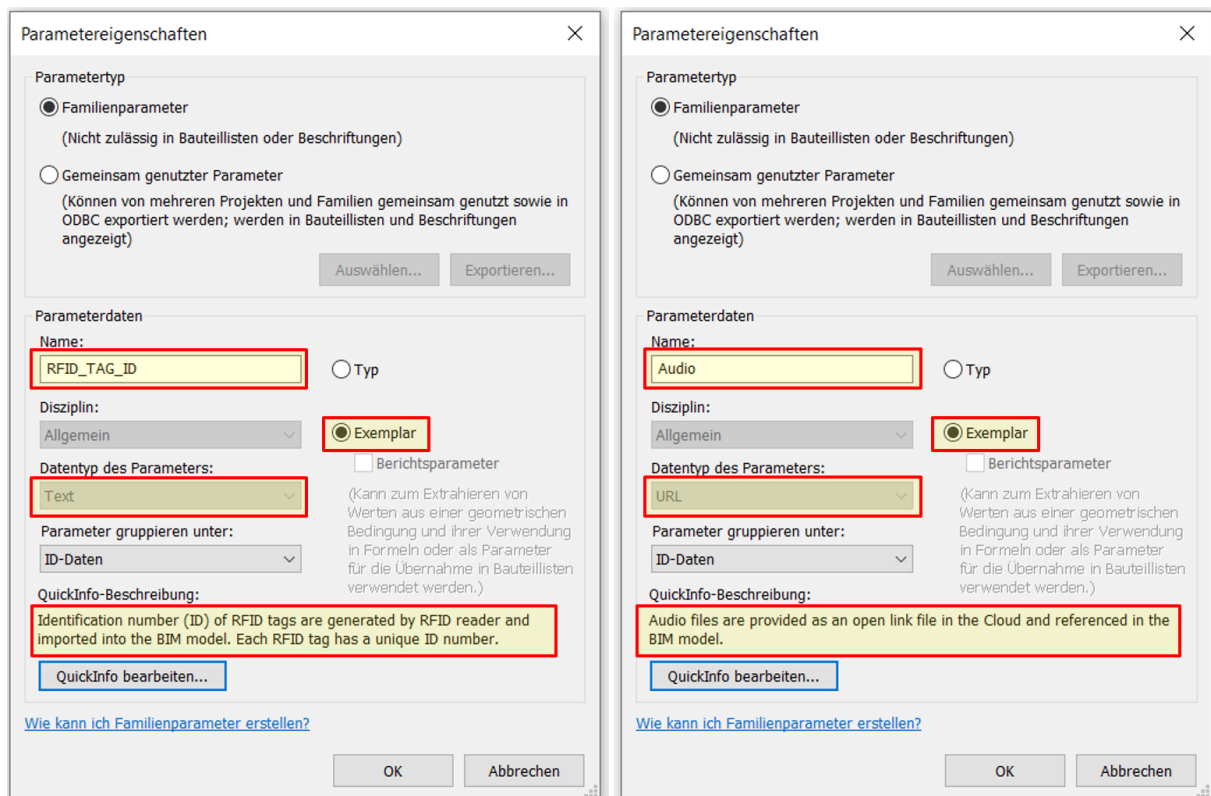 Parametereigenschaften
Parametertyp
Familienparameter
(Nicht zulässig in Bauteillisten oder Beschriftungen)
Gemeinsam genutzter Parameter
(Können von mehreren Projekten und Familien gemeinsam genutzt sowie in
ODBC exportiert werden; werden in Bauteillisten und Beschriftungen
angezeigt)
Auswählen...
Exportieren...
Parameterdaten
Name:
RFID_TAG_ID
Typ
Disziplin:
Allgemein
Exemplar
Datentyp des Parameters:
Berichtsparameter
Text
(Kann zum Extrahieren von
Werten aus einer geometrischen
Bedingung und ihrer Verwendung
in Formeln oder als Parameter
für die Übernahme in Bauteillisten
verwendet werden.)
Parameter gruppieren unter:
ID-Daten
QuickInfo-Beschreibung:
Identification number (ID) of RFID tags are generated by RFID reader and
imported into the BIM model. Each RFID tag has a unique ID number.
QuickInfo bearbeiten...
Wie kann ich Familienparameter erstellen?
OK
Abbrechen
Parametereigenschaften
Parametertyp
Familienparameter
(Nicht zulässig in Bauteillisten oder Beschriftungen)
Gemeinsam genutzter Parameter
(Können von mehreren Projekten und Familien gemeinsam genutzt sowie in
ODBC exportiert werden; werden in Bauteillisten und Beschriftungen
angezeigt)
Auswählen...
Exportieren...
Parameterdaten
Name:
Audio
Typ
Disziplin:
Allgemein
Exemplar
Datentyp des Parameters:
Berichtsparameter
URL
(Kann zum Extrahieren von
Werten aus einer geometrischen
Bedingung und ihrer Verwendung
in Formeln oder als Parameter
für die Übernahme in Bauteillisten
verwendet werden.)
Parameter gruppieren unter:
ID-Daten
QuickInfo-Beschreibung:
Audio files are provided as an open link file in the Cloud and referenced in the
BIM model.
QuickInfo bearbeiten...
Wie kann ich Familienparameter erstellen?
OK
Abbrechen